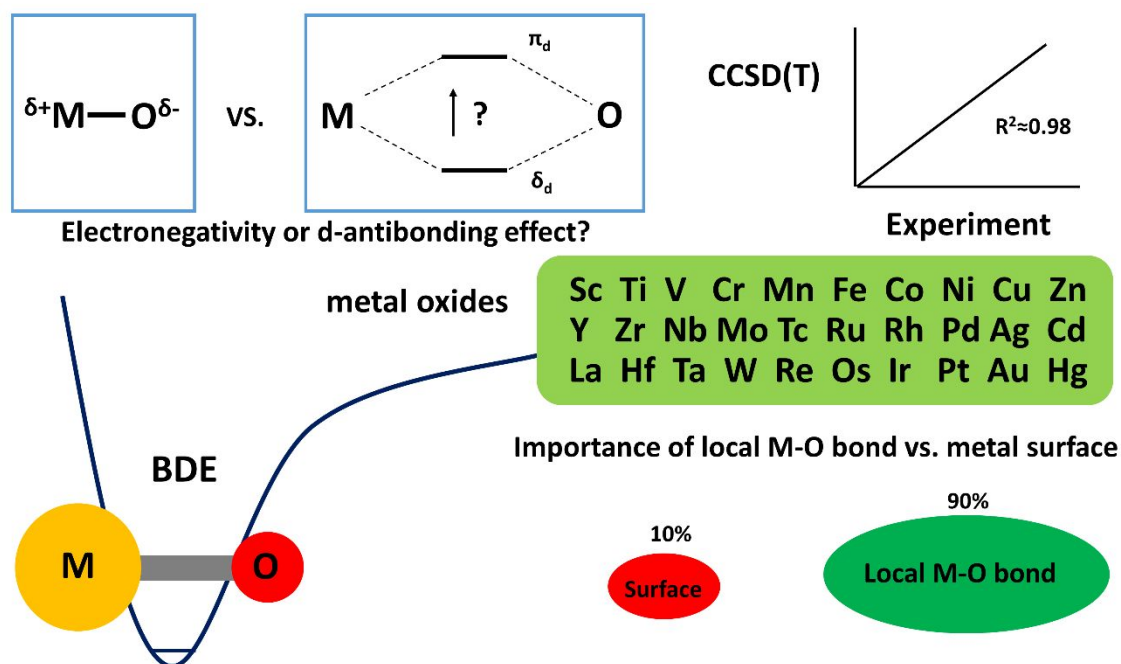 δ+M—Oδ-
vs.
M
πd
?
δd
O
Electronegativity or d-antibonding effect?
CCSD(T)
R²≈0.98
Experiment
metal oxides
Sc Ti V Cr Mn Fe Co Ni Cu Zn
Y Zr Nb Mo Tc Ru Rh Pd Ag Cd
La Hf Ta W Re Os Ir Pt Au Hg
BDE
M
O
Importance of local M-O bond vs. metal surface
10%
Surface
90%
Local M-O bond